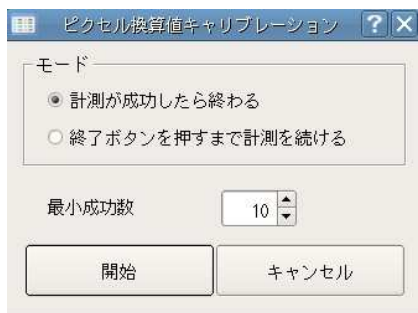 ピクセル換算値キャリブレーション
モード
計測が成功したら終わる
終了ボタンを押すまで計測を続ける
最小成功数 10
開始 キャンセル